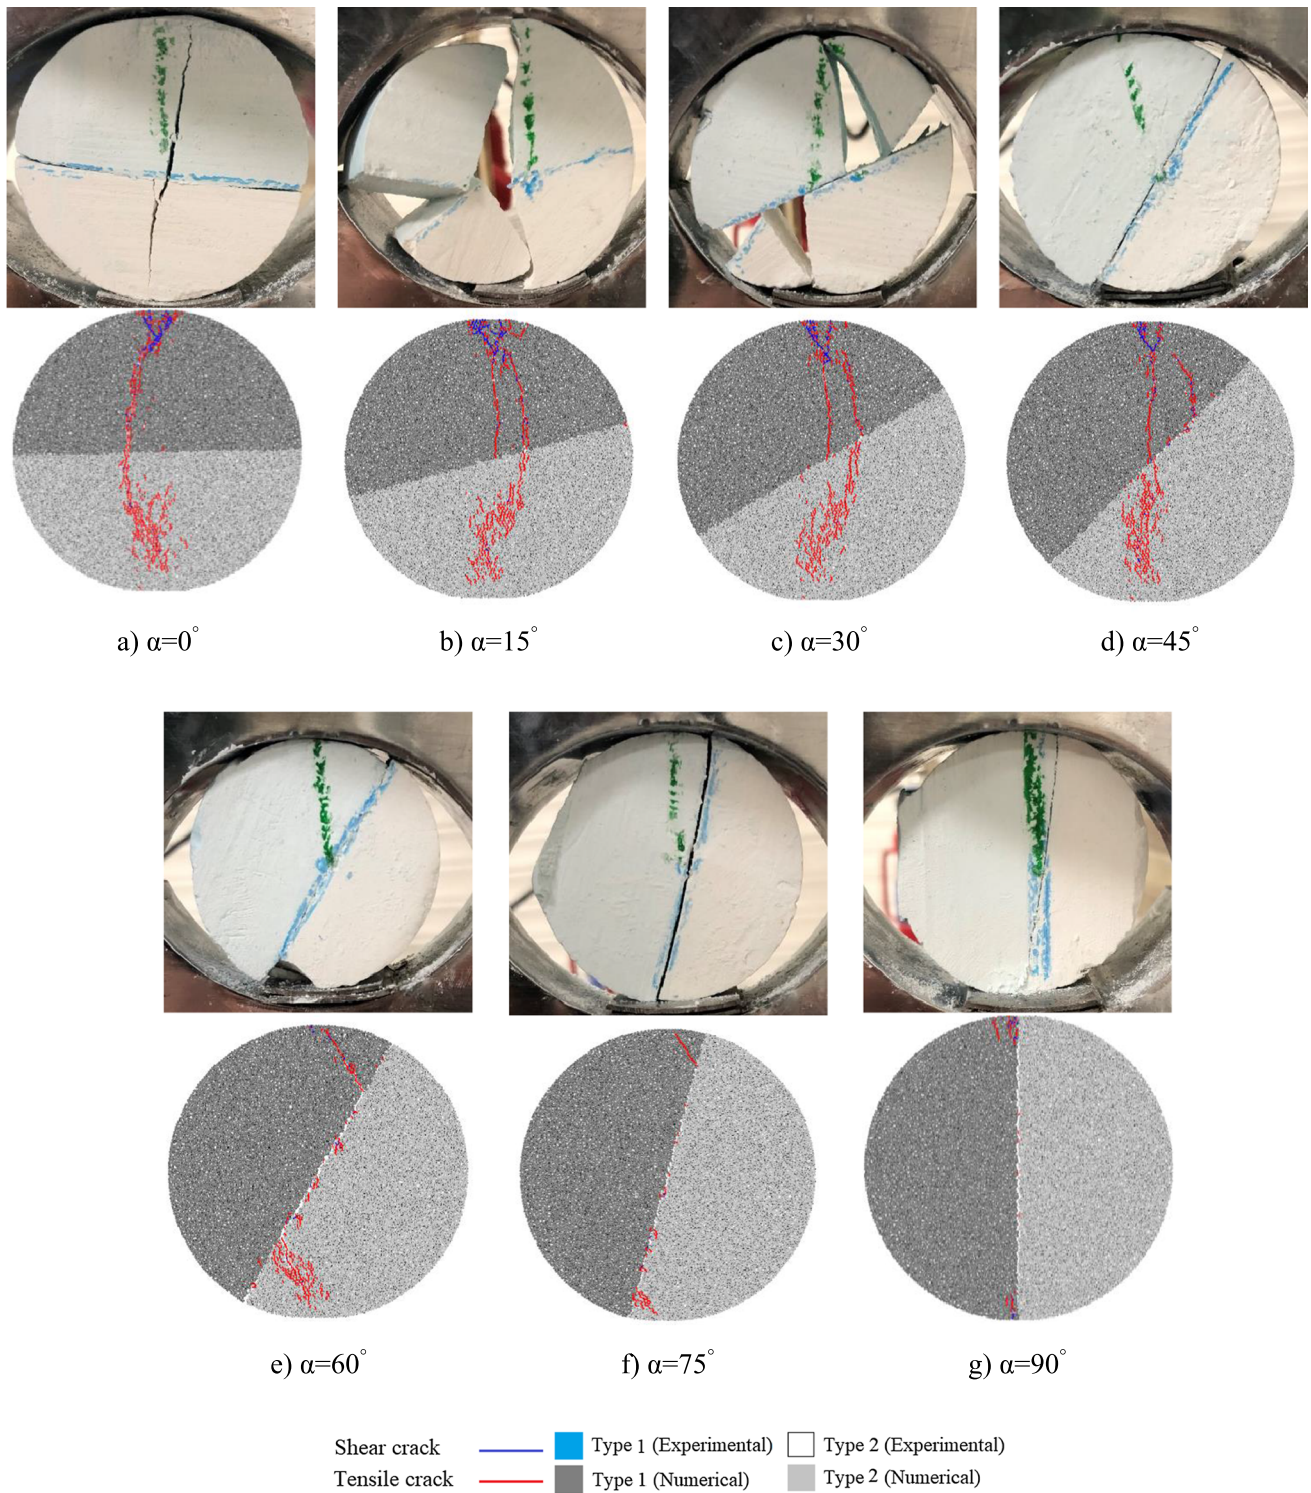 a) α=0°
b) α=15°
c) α=30°
d) α=45°
e) α=60°
f) α=75°
g) α=90°
Shear crack Type 1 (Experimental) Type 2 (Experimental)
Tensile crack Type 1 (Numerical) Type 2 (Numerical)